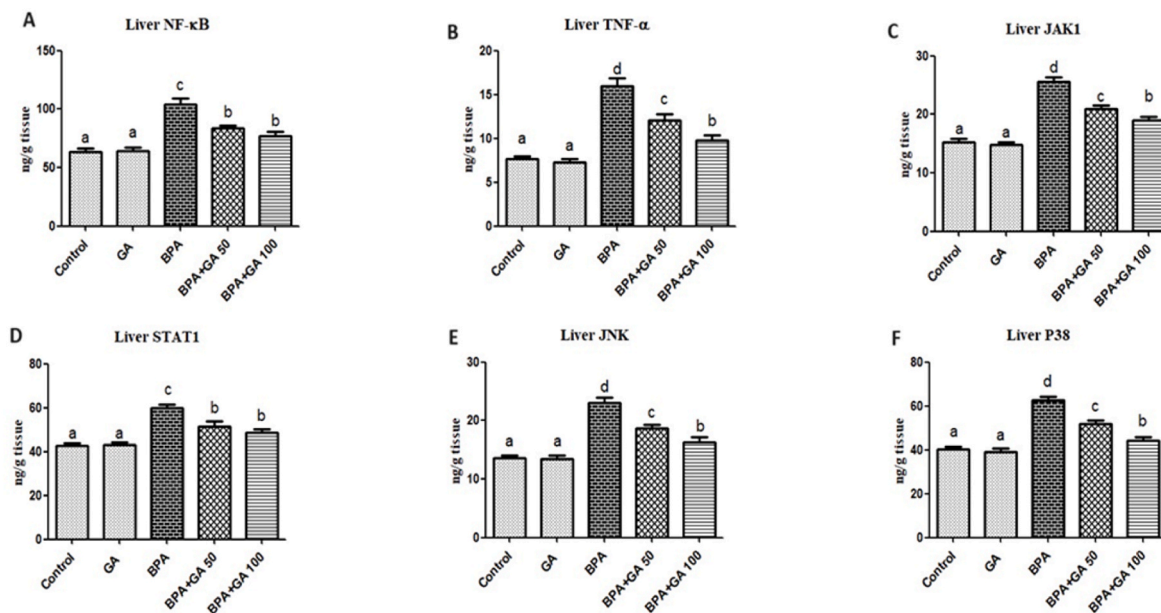 A
Liver NF-κB
ng/g tissue
150
100
50
0
a
a
c
b
b
Control
GA
BPA
BPA+GA 50
BPA+GA 100
B
Liver TNF-α
ng/g tissue
20
15
10
5
0
a
a
d
c
b
Control
GA
BPA
BPA+GA 50
BPA+GA 100
C
Liver JAK1
ng/g tissue
30
20
10
0
a
a
d
c
b
Control
GA
BPA
BPA+GA 50
BPA+GA 100
D
Liver STAT1
ng/g tissue
80
60
40
20
0
a
a
c
b
b
Control
GA
BPA
BPA+GA 50
BPA+GA 100
E
Liver JNK
ng/g tissue
30
20
10
0
a
a
d
c
b
Control
GA
BPA
BPA+GA 50
BPA+GA 100
F
Liver P38
ng/g tissue
80
60
40
20
0
a
a
d
c
b
Control
GA
BPA
BPA+GA 50
BPA+GA 100